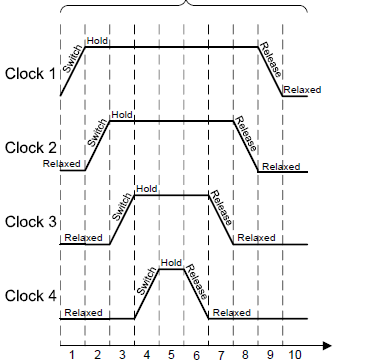 Hold
Switch
Release
Clock 1
Relaxed
Hold
Switch
Release
Clock 2
Relaxed
Relaxed
Hold
Switch
Release
Clock 3
Relaxed
Relaxed
Hold
Switch
Release
Clock 4
Relaxed
Relaxed
1 2 3 4 5 6 7 8 9 10